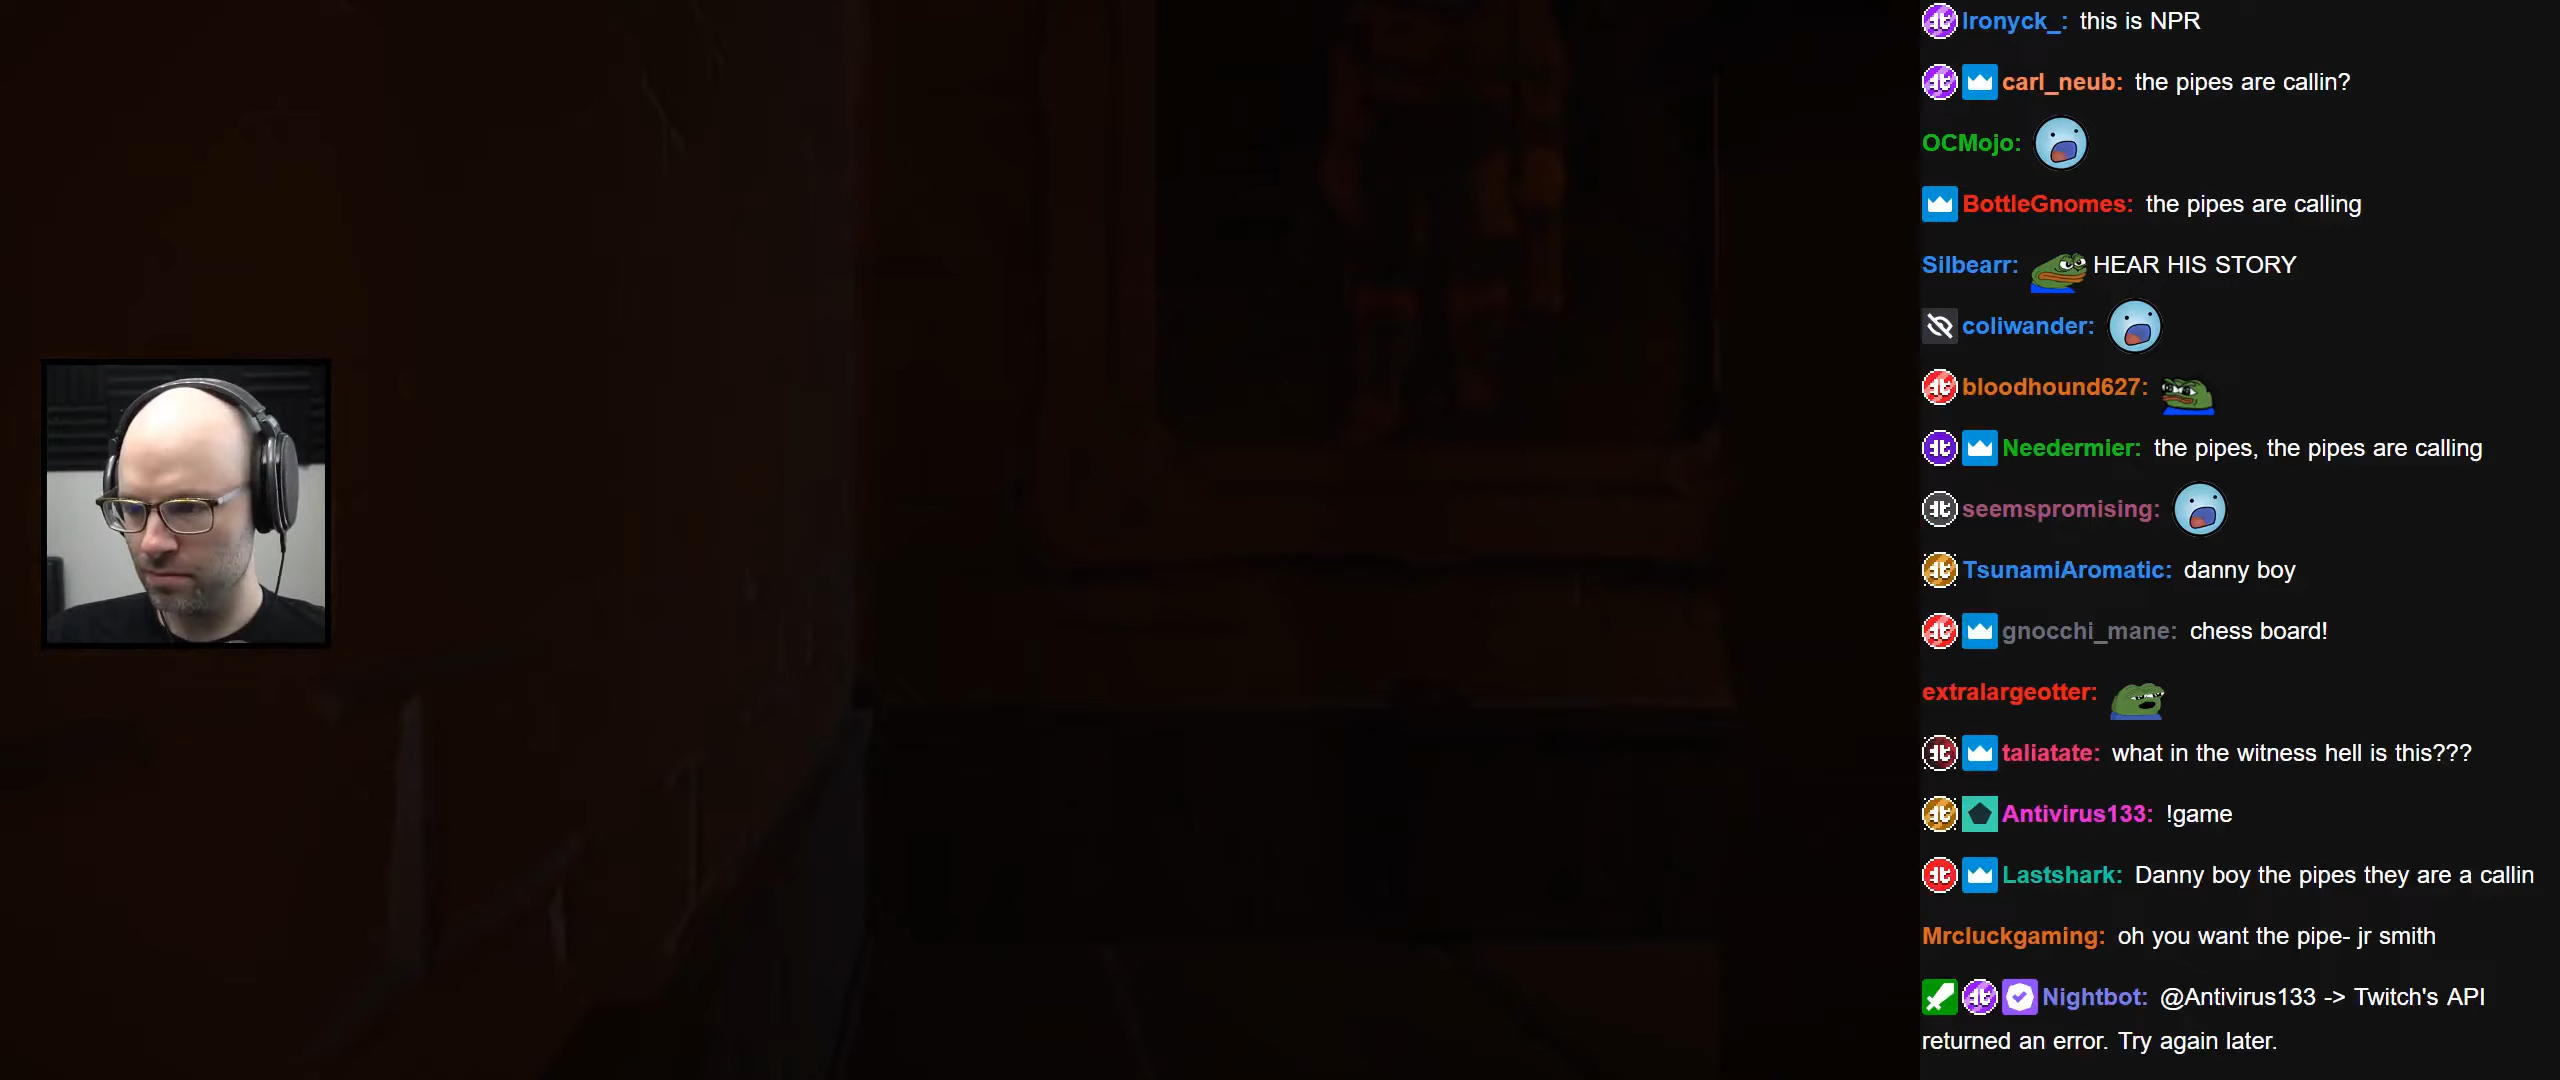 Ironyck_: this is NPR
carl_neub: the pipes are callin?
OCMojo:
BottleGnomes: the pipes are calling
Silbearr: HEAR HIS STORY
coliwander:
bloodhound627:
Needermier: the pipes, the pipes are calling
seemspromising:
TsunamiAromatic: danny boy
gnocchi_mane: chess board!
extralargeotter:
taliatate: what in the witness hell is this???
Antivirus133: !game
Lastshark: Danny boy the pipes they are a callin
Mrcluckgaming: oh you want the pipe- jr smith
Nightbot: @Antivirus133 -> Twitch's API
returned an error. Try again later.